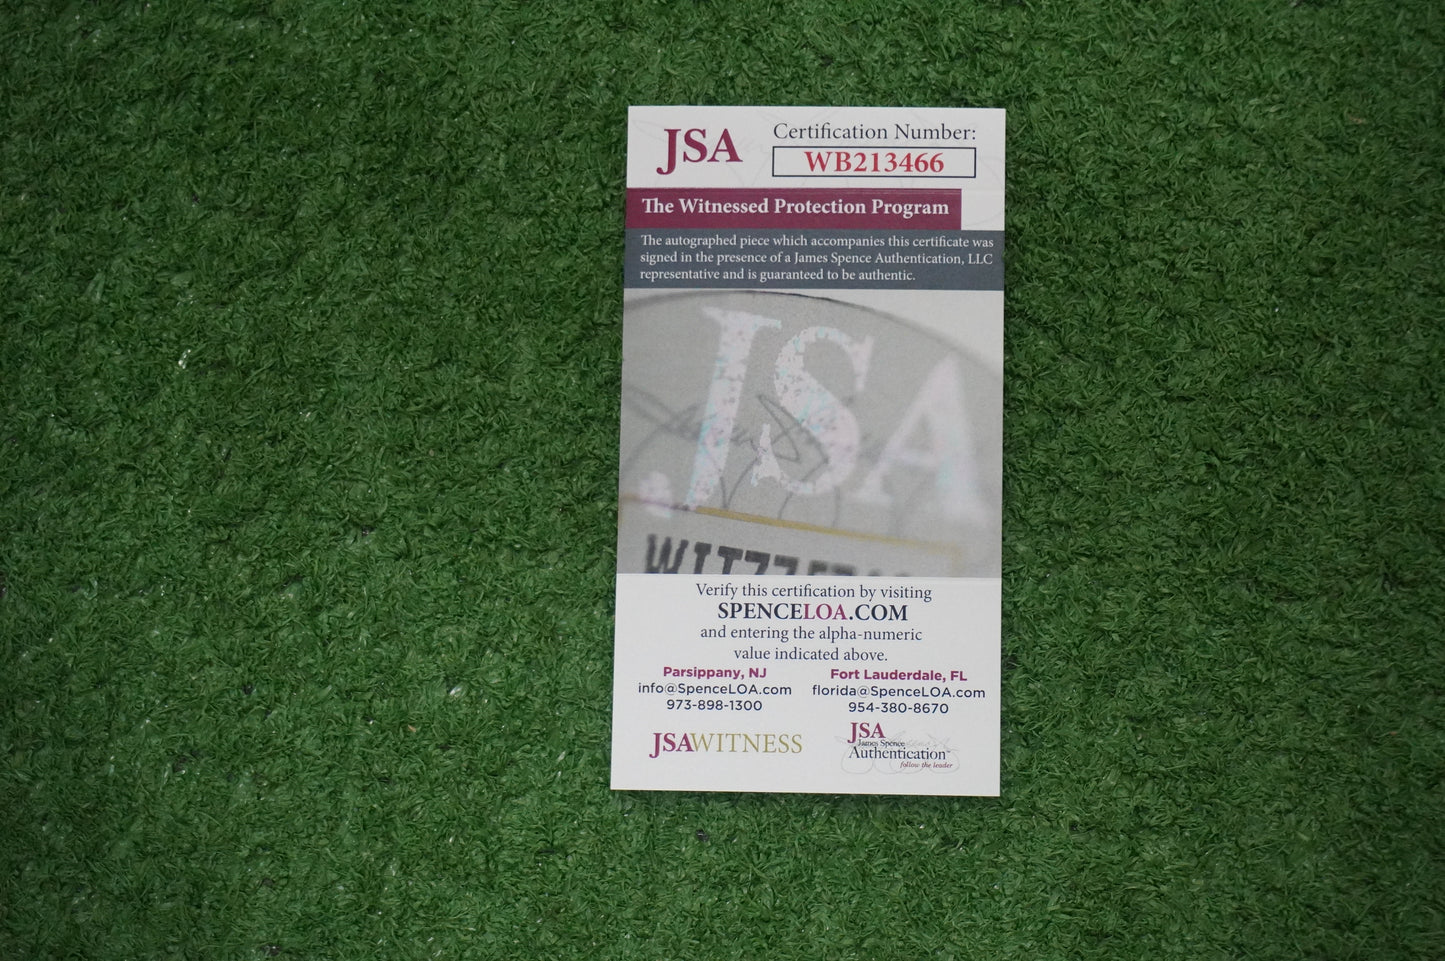 JSA
Certification Number:
WB213466
The Witnessed Protection Program
The autographed piece which accompanies this certificate was
signed in the presence of a James Spence Authentication, LLC
representative and is guaranteed to be authentic.
JSA
Verify this certification by visiting
SPENCELOA.COM
and entering the alpha-numeric
value indicated above.
Parsippany, NJ
info@SpenceLOA.com
973-898-1300
Fort Lauderdale, FL
florida@SpenceLOA.com
954-380-8670
JSAWITNESS
JSA
James Spence
Authentication
follow the leader